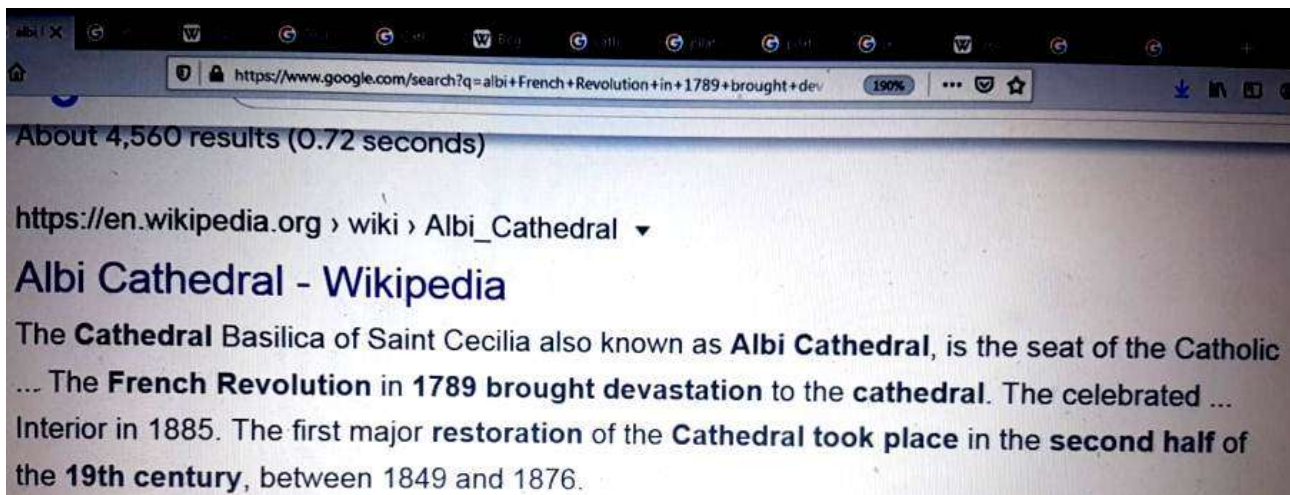 albi
https://www.google.com/search?q=albi+French+Revolution+in+1789+brought+dev 190%
About 4,560 results (0.72 seconds)
https://en.wikipedia.org › wiki › Albi_Cathedral
Albi Cathedral - Wikipedia
The Cathedral Basilica of Saint Cecilia also known as Albi Cathedral, is the seat of the Catholic
... The French Revolution in 1789 brought devastation to the cathedral. The celebrated ...
Interior in 1885. The first major restoration of the Cathedral took place in the second half of
the 19th century, between 1849 and 1876.